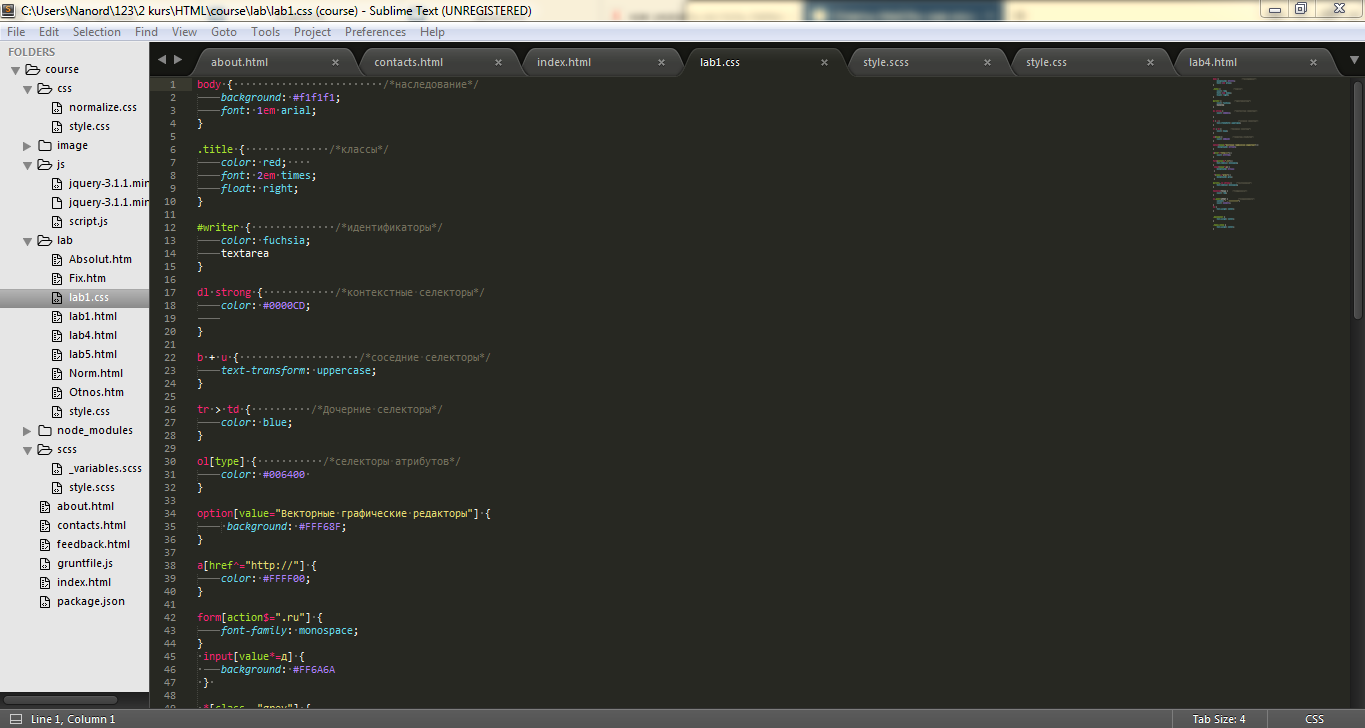 C:\Users\Nanord\123\2 kurs\HTML\course\lab\lab1.css (course) - Sublime Text (UNREGISTERED)
File Edit Selection Find View Goto Tools Project Preferences Help
FOLDERS
course
css
normalize.css
style.css
image
js
jquery-3.1.1.min
jquery-3.1.1.min
script.js
lab
Absolut.htm
Fix.htm
lab1.css
lab1.html
lab4.html
lab5.html
Norm.html
Otnos.htm
style.css
node_modules
scss
_variables.scss
style.scss
about.html
contacts.html
feedback.html
gruntfile.js
index.html
package.json
about.html × contacts.html × index.html × lab1.css × style.scss × style.css × lab4.html ×
1 body { /*наследование*/
2 background: #f1f1f1;
3 font: 1em arial;
4 }
5
6 .title { /*классы*/
7 color: red;
8 font: 2em times;
9 float: right;
10 }
11
12 #writer { /*идентификаторы*/
13 color: fuchsia;
14 textarea
15 }
16
17 dl strong { /*контекстные селекторы*/
18 color: #0000CD;
19
20 }
21
22 b + u { /*соседние селекторы*/
23 text-transform: uppercase;
24 }
25
26 tr > td { /*Дочерние селекторы*/
27 color: blue;
28 }
29
30 ol[type] { /*селекторы атрибутов*/
31 color: #006400
32 }
33
34 option[value="Векторные графические редакторы"] {
35 background: #FFF68F;
36 }
37
38 a[href^="http://"] {
39 color: #FFFF00;
40 }
41
42 form[action$=".ru"] {
43 font-family: monospace;
44 }
45 input[value*=д] {
46 background: #FF6A6A
47 }
48
Line 1, Column 1 Tab Size: 4 CSS